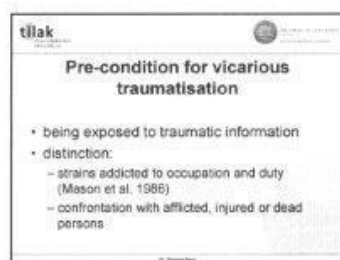 tilak
Pre-condition for vicarious
traumatisation
• being exposed to traumatic information
• distinction:
– strains addicted to occupation and duty
(Mason et al. 1986)
– confrontation with afflicted, injured or dead
persons